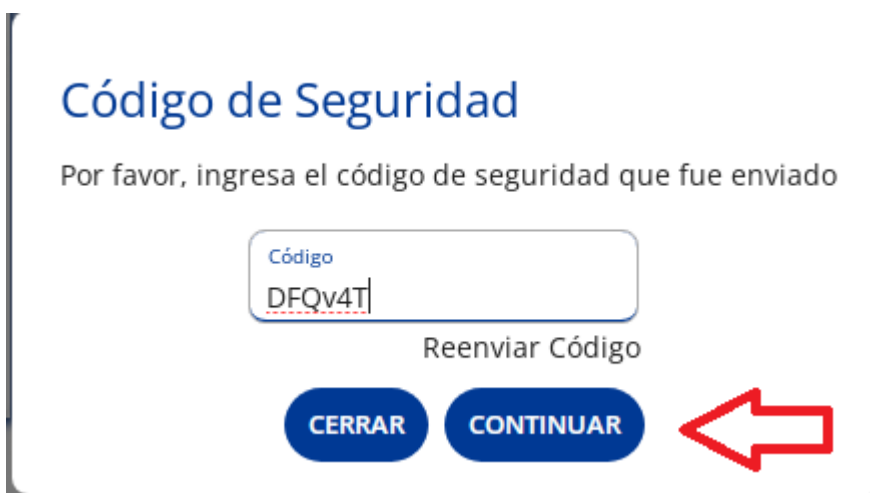 Código de Seguridad
Por favor, ingresa el código de seguridad que fue enviado
Código
DFQv4T
Reenviar Código
CERRAR CONTINUAR